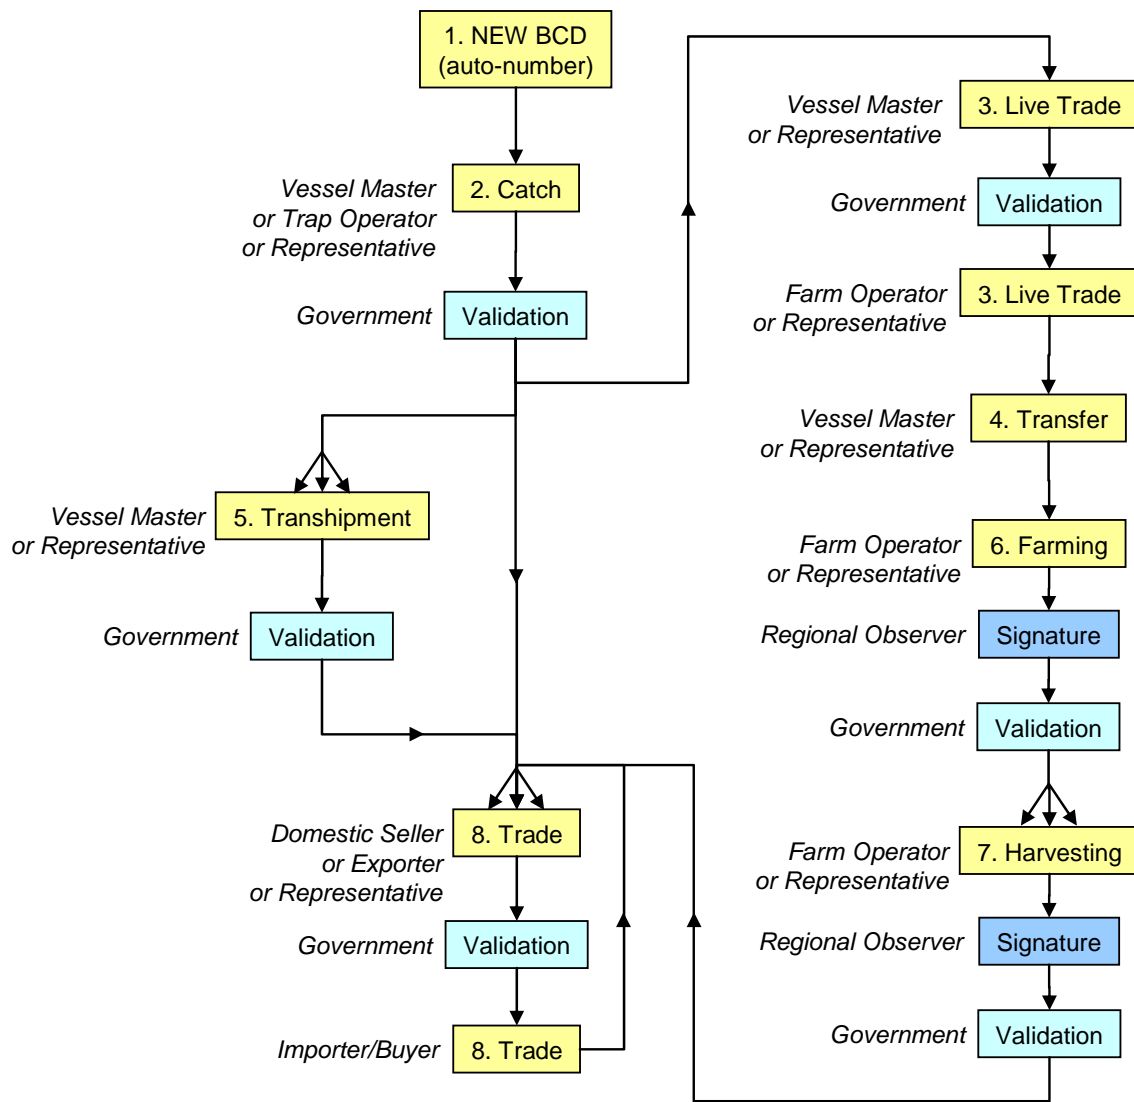 1. NEW BCD
(auto-number)
Vessel Master
or Trap Operator
or Representative
2. Catch
Government
Validation
Vessel Master
or Representative
5. Transhipment
Government
Validation
Domestic Seller
or Exporter
or Representative
8. Trade
Government
Validation
Importer/Buyer
8. Trade
Vessel Master
or Representative
3. Live Trade
Government
Validation
Farm Operator
or Representative
3. Live Trade
Vessel Master
or Representative
4. Transfer
Farm Operator
or Representative
6. Farming
Regional Observer
Signature
Government
Validation
Farm Operator
or Representative
7. Harvesting
Regional Observer
Signature
Government
Validation